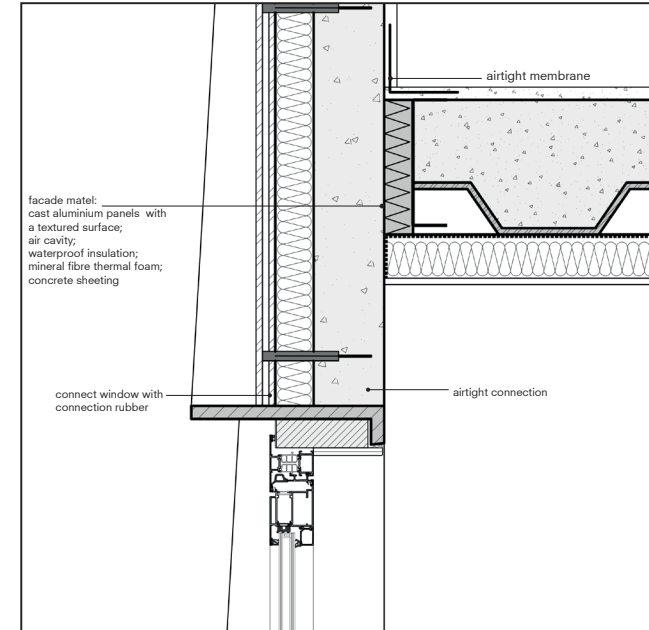 airtight membrane
facade matel:
cast aluminium panels with
a textured surface;
air cavity;
waterproof insulation;
mineral fibre thermal foam;
concrete sheeting
connect window with
connection rubber
airtight connection